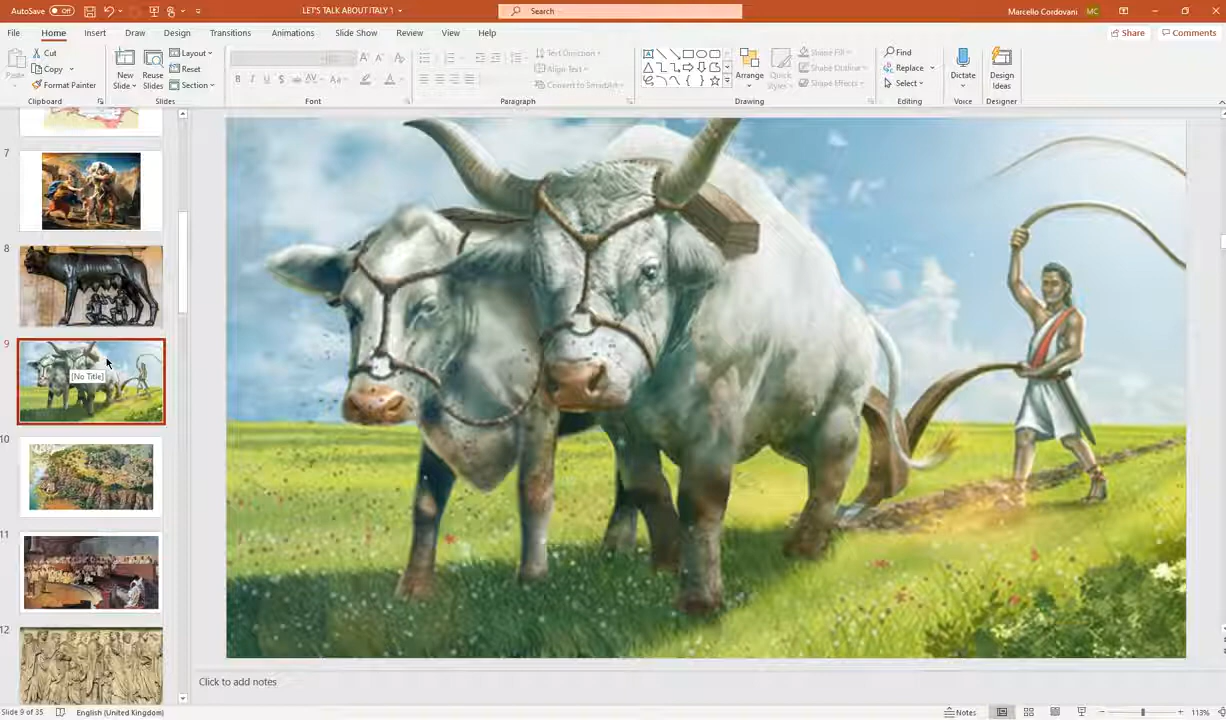 AutoSave Off LET'S TALK ABOUT ITALY 1 Search Marcello Cordovani MC
File Home Insert Draw Design Transitions Animations Slide Show Review View Help Share Comments
Paste Cut Copy Format Painter Clipboard
New Slide Reuse Slides Layout Reset Section Slides
Font
Text Direction Align Text Convert to SmartArt Paragraph
Arrange Quick Styles Shape Fill Shape Outline Shape Effects Drawing
Find Replace Select Editing
Dictate Voice
Design Ideas Designer
7
8
9
[No Title]
10
11
12
Click to add notes
Slide 9 of 35 English (United Kingdom) Notes 113%